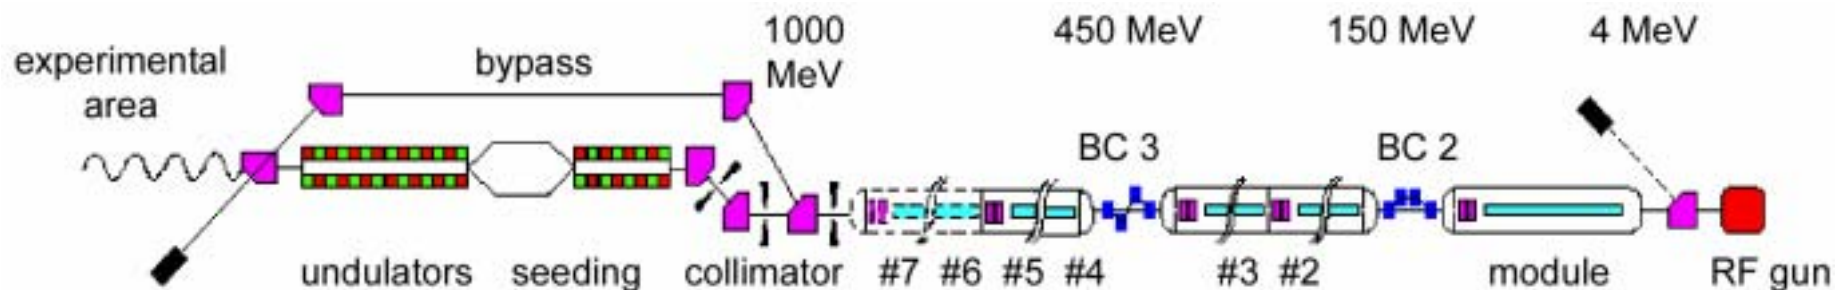 experimental
area
bypass
1000
MeV
450 MeV
150 MeV
4 MeV
BC 3
BC 2
undulators
seeding
collimator
#7
#6
#5
#4
#3
#2
module
RF gun